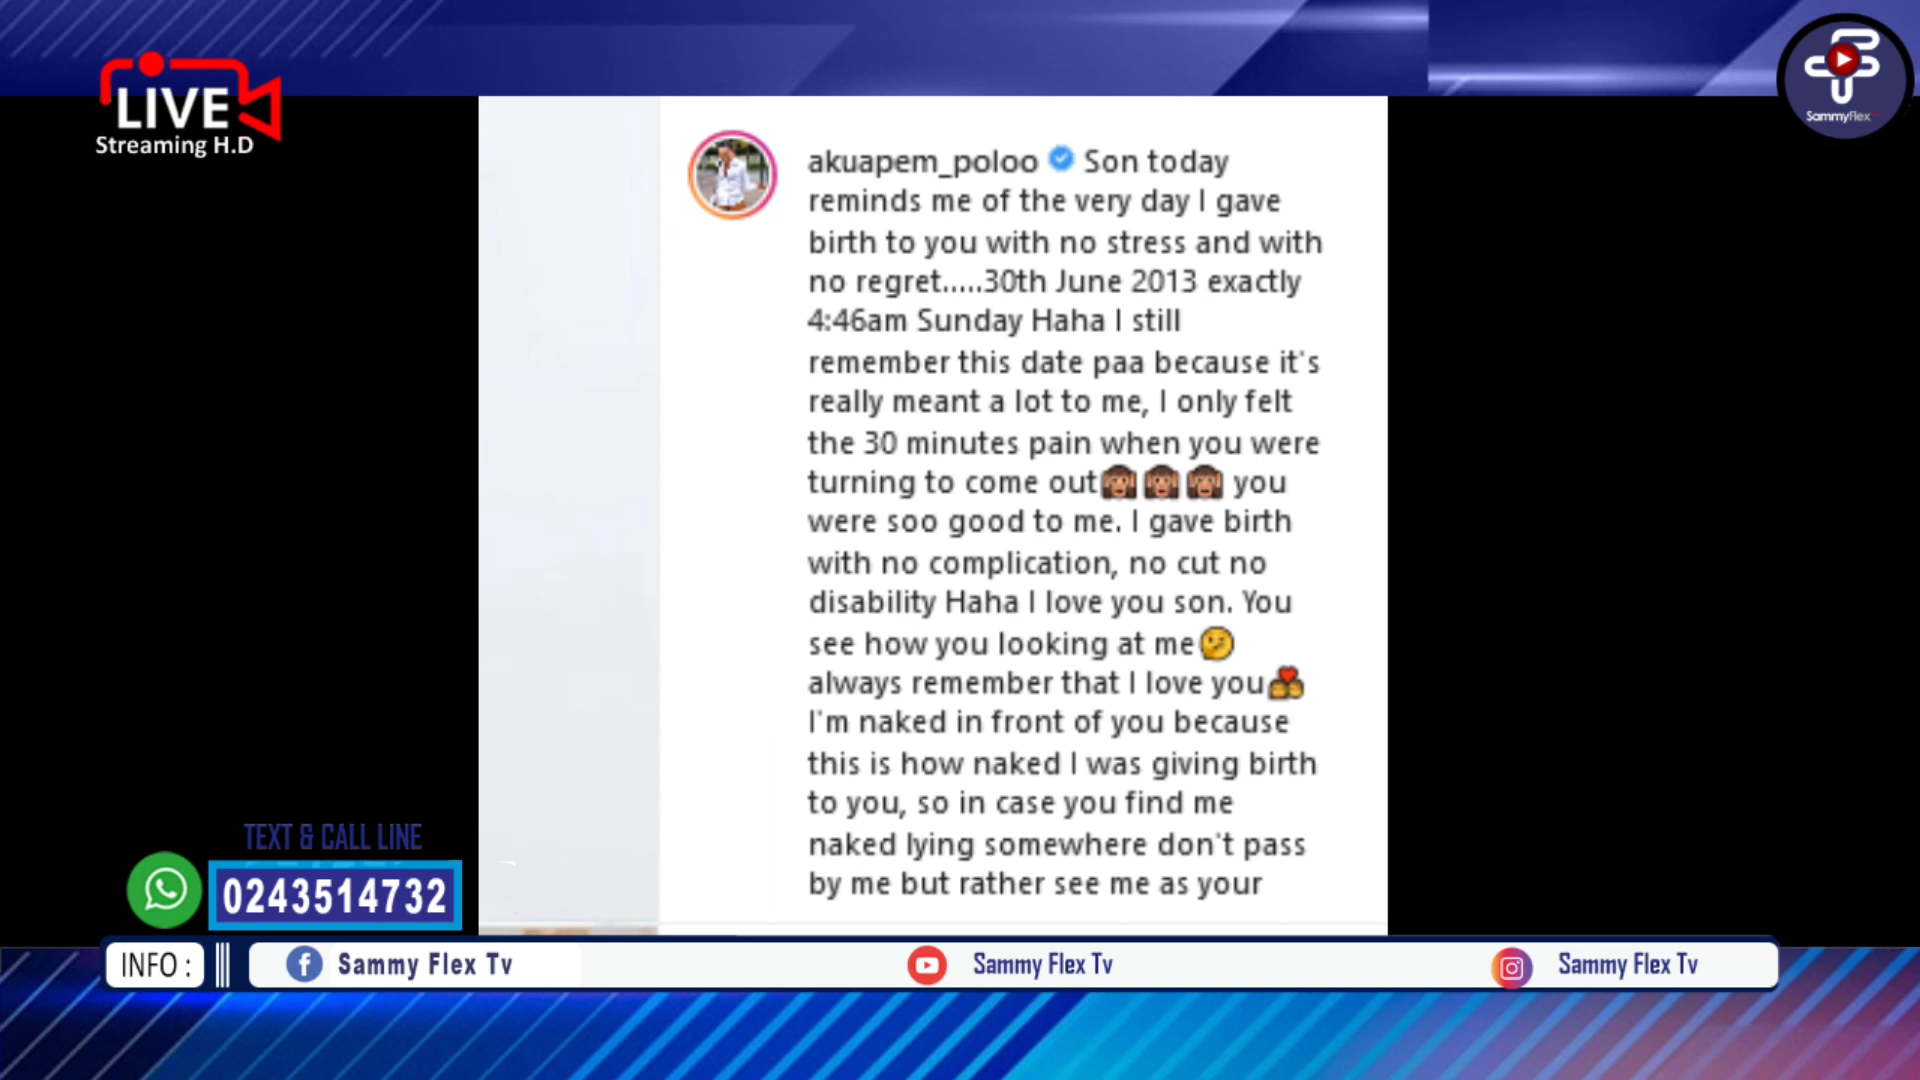 LIVE
Streaming H.D
SammyFlex
akuapem_poloo Son today
reminds me of the very day I gave
birth to you with no stress and with
no regret.....30th June 2013 exactly
4:46am Sunday Haha I still
remember this date paa because it's
really meant a lot to me, I only felt
the 30 minutes pain when you were
turning to come out🙉🙉🙉 you
were soo good to me. I gave birth
with no complication, no cut no
disability Haha I love you son. You
see how you looking at me🤔
always remember that I love you💏
I'm naked in front of you because
this is how naked I was giving birth
to you, so in case you find me
naked lying somewhere don't pass
by me but rather see me as your
TEXT & CALL LINE
0243514732
INFO :
Sammy Flex Tv
Sammy Flex Tv
Sammy Flex Tv